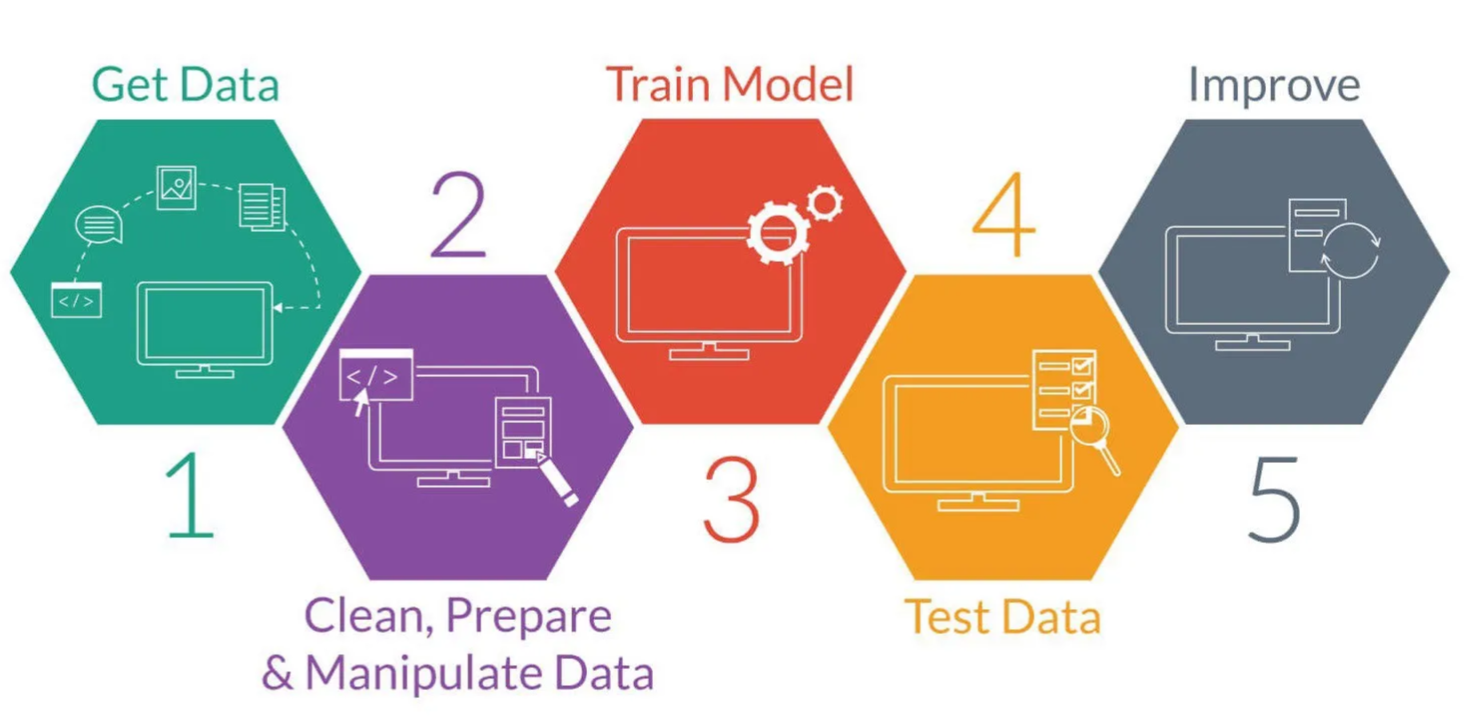 Get Data
1
2
Clean, Prepare
& Manipulate Data
Train Model
3
4
Test Data
Improve
5
</>
</>